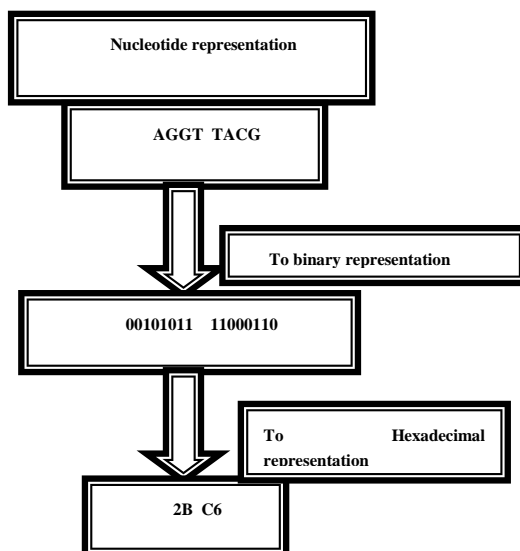 Nucleotide representation
AGGT TACG
To binary representation
00101011 11000110
To Hexadecimal
representation
2B C6